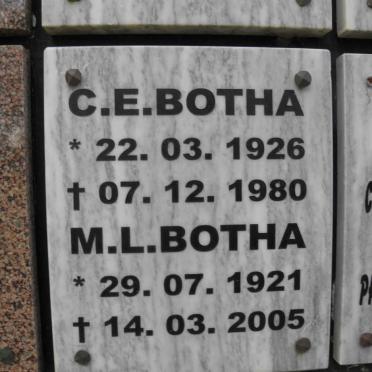 C.E.BOTHA
* 22. 03. 1926
† 07. 12. 1980
M.L.BOTHA
* 29. 07. 1921
† 14. 03. 2005